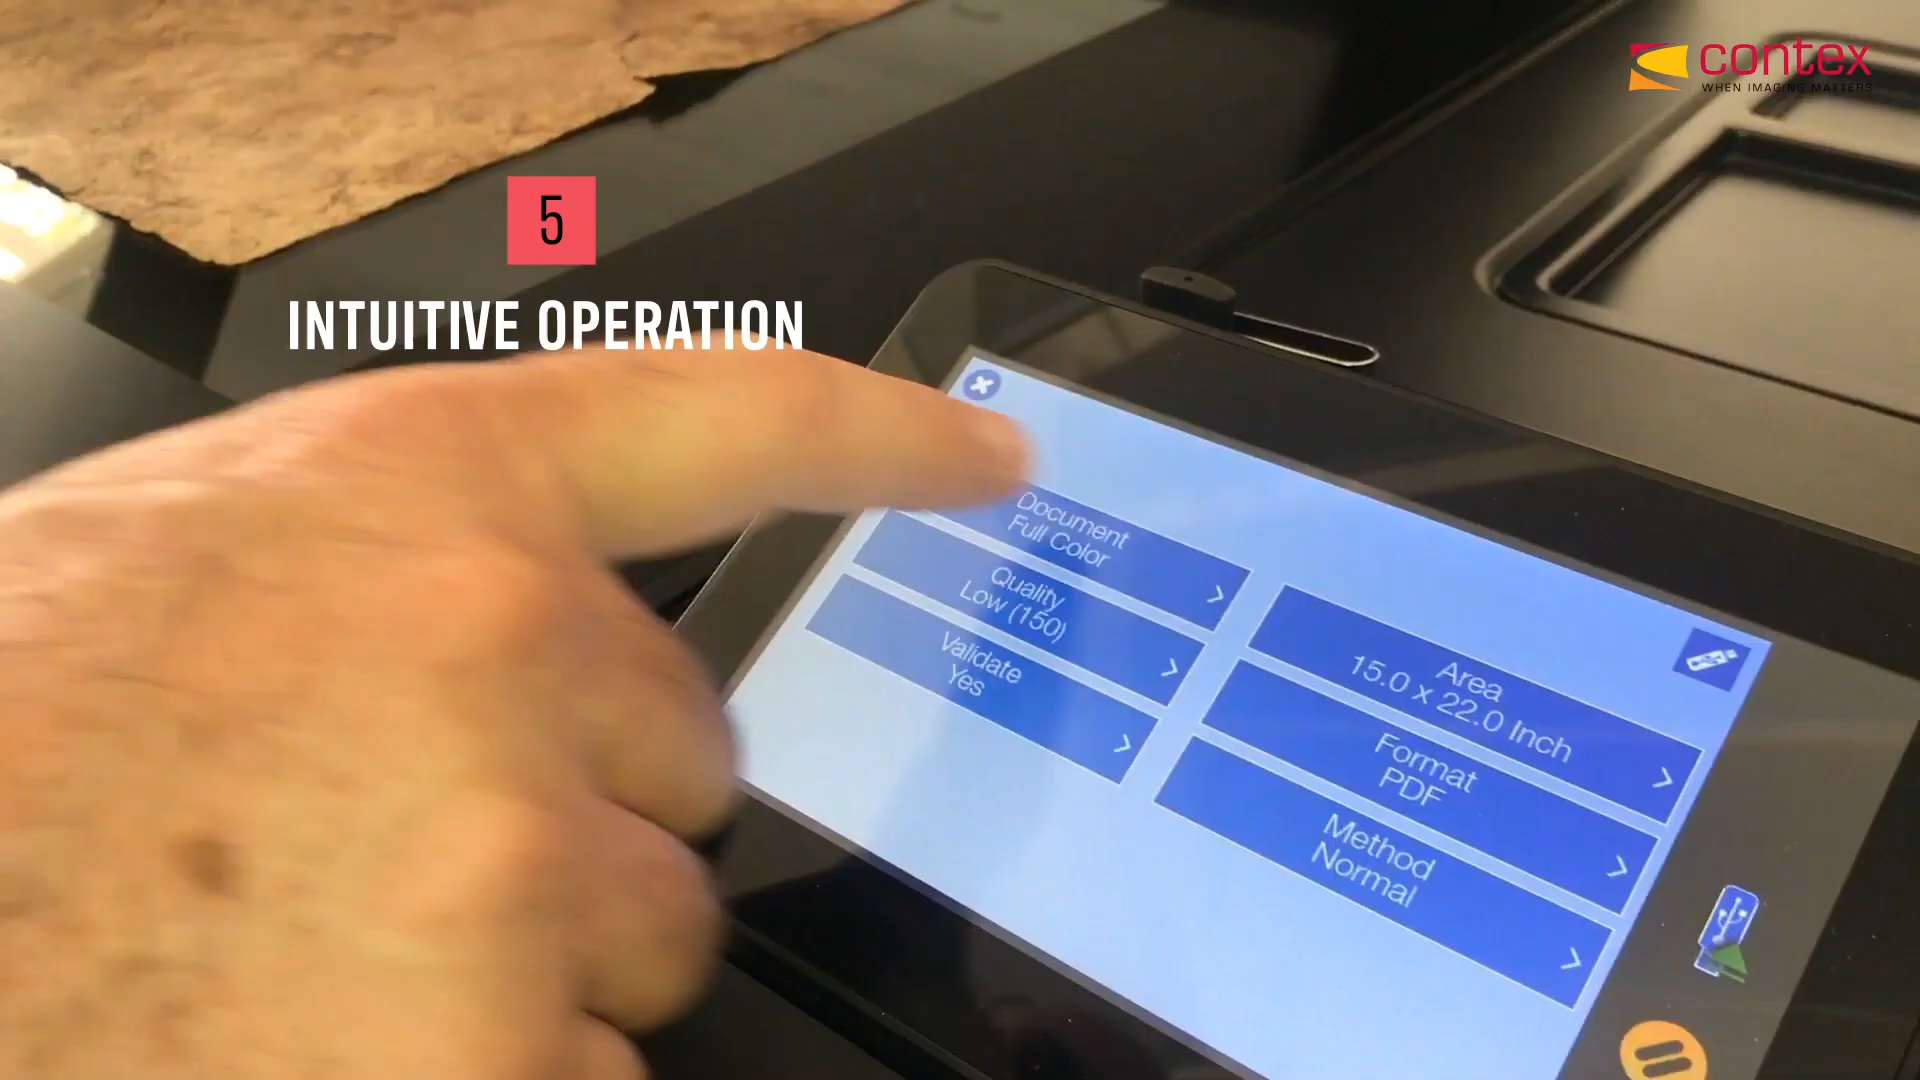 contex
WHEN IMAGING MATTERS
5
INTUITIVE OPERATION
Document
Full Color
Quality
Low (150)
Validate
Yes
Area
15.0 x 22.0 Inch
Format
PDF
Method
Normal